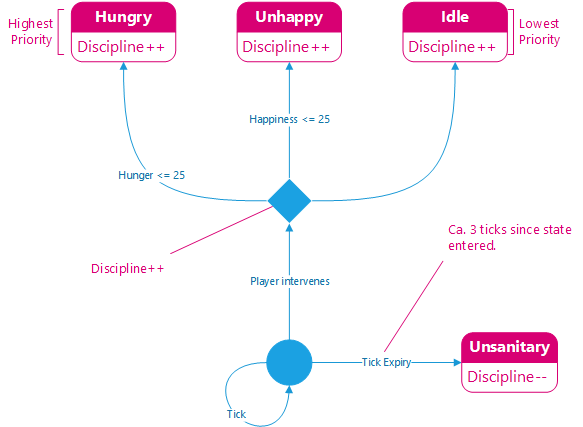 Highest
Priority
Hungry
Discipline++
Unhappy
Discipline++
Idle
Discipline++
Lowest
Priority
Happiness <= 25
Hunger <= 25
Discipline++
Player intervenes
Ca. 3 ticks since state
entered.
Tick Expiry
Unsanitary
Discipline--
Tick